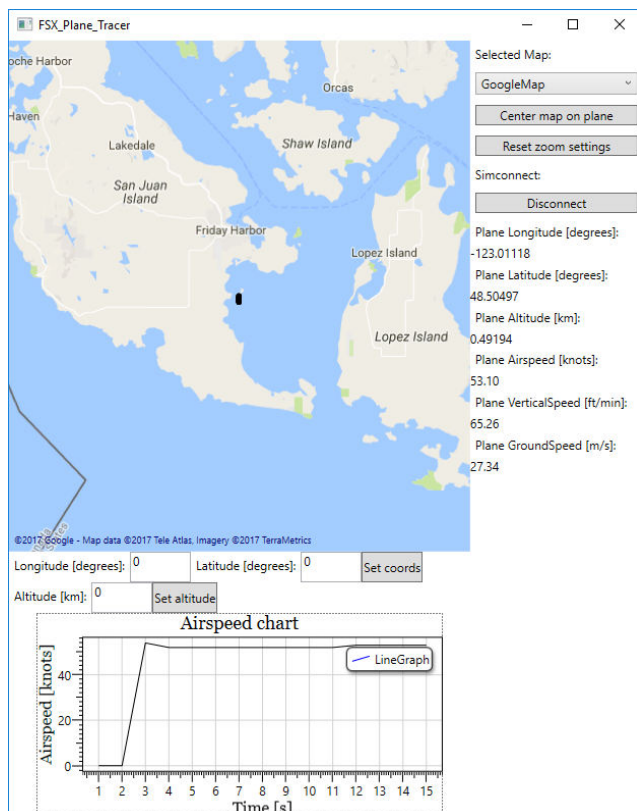 FSX_Plane_Tracer
oche Harbor
Haven
Orcas
Lakedale
Shaw Island
San Juan
Island
Friday Harbor
Lopez Island
Lopez Island
©2017 Google - Map data ©2017 Tele Atlas, Imagery ©2017 TerraMetrics
Selected Map:
GoogleMap
Center map on plane
Reset zoom settings
Simconnect:
Disconnect
Plane Longitude [degrees]:
-123.01118
Plane Latitude [degrees]:
48.50497
Plane Altitude [km]:
0.49194
Plane Airspeed [knots]:
53.10
Plane VerticalSpeed [ft/min]:
65.26
Plane GroundSpeed [m/s]:
27.34
Longitude [degrees]: 0 Latitude [degrees]: 0 Set coords
Altitude [km]: 0 Set altitude
Airspeed chart
Airspeed [knots]
40
20
0
LineGraph
1 2 3 4 5 6 7 8 9 10 11 12 13 14 15
Time [s]